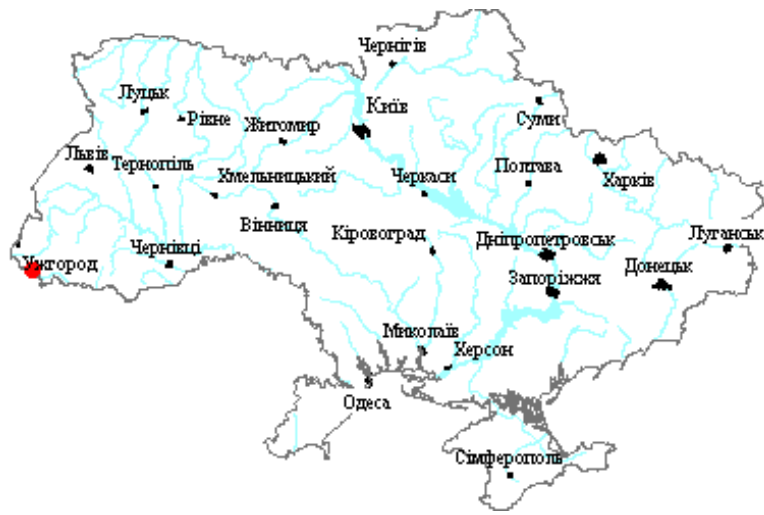 Чернігів
Луцьк
Рівне
Київ
Житомир
Суми
Львів
Тернопіль
Хмельницький
Черкаси
Полтава
Харків
Вінниця
Кіровоград
Чернівці
Ужгород
Дніпропетровськ
Луганськ
Запоріжжя
Донецьк
Миколаїв
Херсон
Одеса
Сімферополь